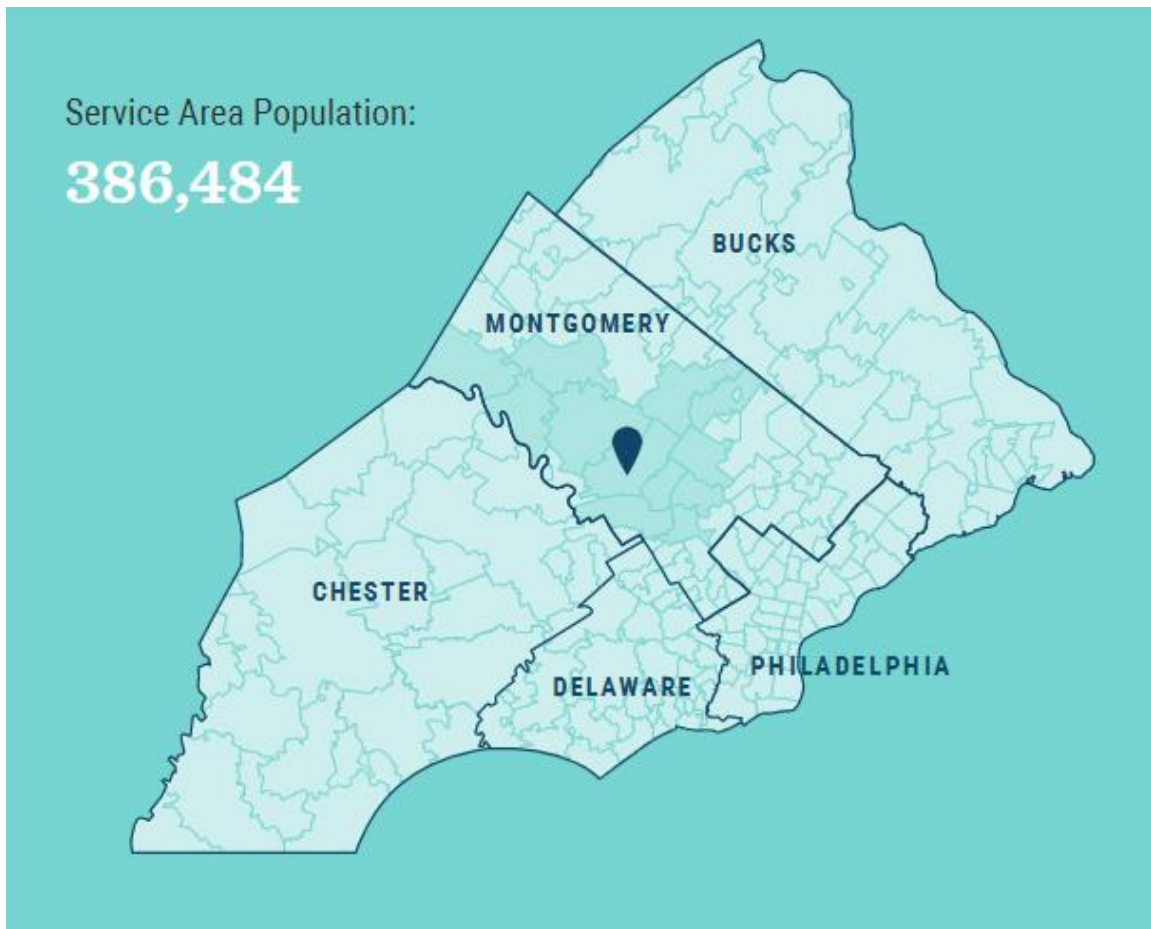 Service Area Population:
386,484
BUCKS
MONTGOMERY
CHESTER
PHILADELPHIA
DELAWARE